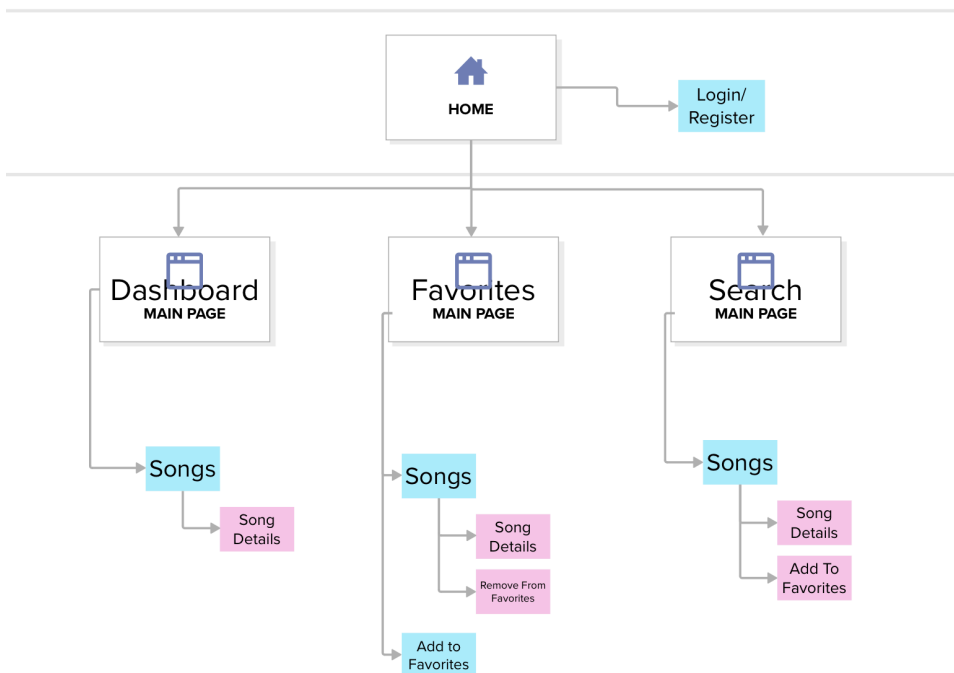 HOME
Login/
Register
Dashboard
MAIN PAGE
Favorites
MAIN PAGE
Search
MAIN PAGE
Songs
Song
Details
Songs
Song
Details
Remove From
Favorites
Add to
Favorites
Songs
Song
Details
Add To
Favorites